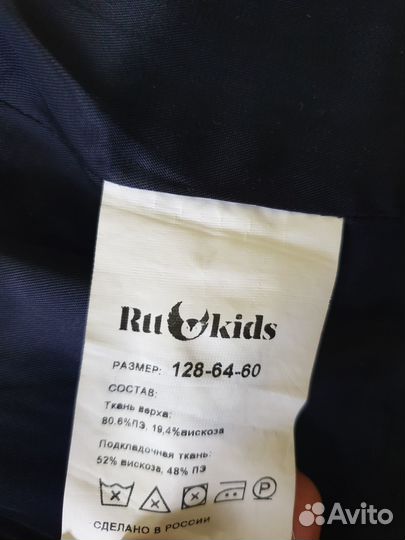 Rtt kids
РАЗМЕР: 128-64-60
СОСТАВ:
Ткань верха:
80.6%ПЭ, 19,4%вискоза
Подкладочная ткань:
52% вискоза, 48% ПЭ
P
СДЕЛАНО В РОССИИ
Avito